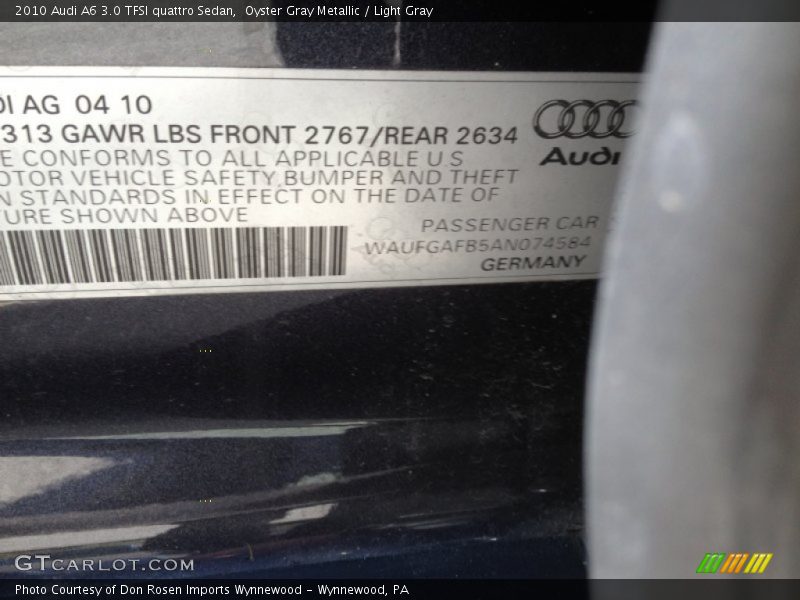 2010 Audi A6 3.0 TFSI quattro Sedan, Oyster Gray Metallic / Light Gray
DI AG 04 10
313 GAWR LBS FRONT 2767/REAR 2634
E CONFORMS TO ALL APPLICABLE U S
OTOR VEHICLE SAFETY, BUMPER AND THEFT
N STANDARDS IN EFFECT ON THE DATE OF
TURE SHOWN ABOVE
Audi
PASSENGER CAR
WAUFGAFB5AN074584
GERMANY
GTCARLOT.COM
Photo Courtesy of Don Rosen Imports Wynnewood – Wynnewood, PA